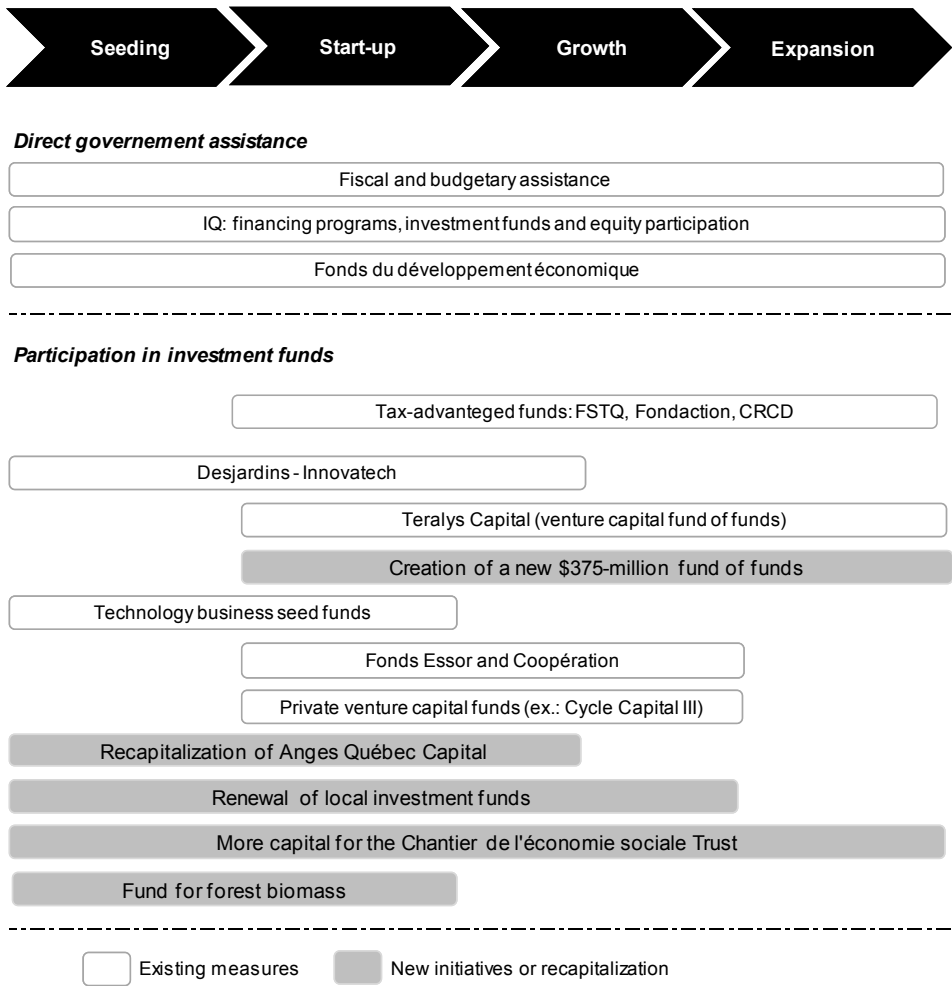 Seeding
Start-up
Growth
Expansion
Direct governement assistance
Fiscal and budgetary assistance
IQ: financing programs, investment funds and equity participation
Fonds du développement économique
Participation in investment funds
Tax-advanteged funds: FSTQ, Fondaction, CRCD
Desjardins - Innovatech
Teralys Capital (venture capital fund of funds)
Creation of a new $375-million fund of funds
Technology business seed funds
Fonds Essor and Coopération
Private venture capital funds (ex.: Cycle Capital III)
Recapitalization of Anges Québec Capital
Renewal of local investment funds
More capital for the Chantier de l'économie sociale Trust
Fund for forest biomass
Existing measures
New initiatives or recapitalization